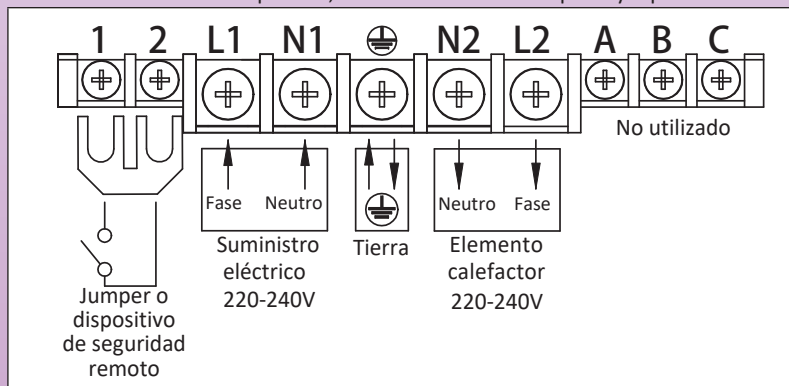 1 2 L1 N1 N2 L2 A B C
No utilizado
Fase Neutro Neutro Fase
Suministro
eléctrico
220-240V
Tierra
Elemento
calefactor
220-240V
Jumper o
dispositivo
de seguridad
remoto